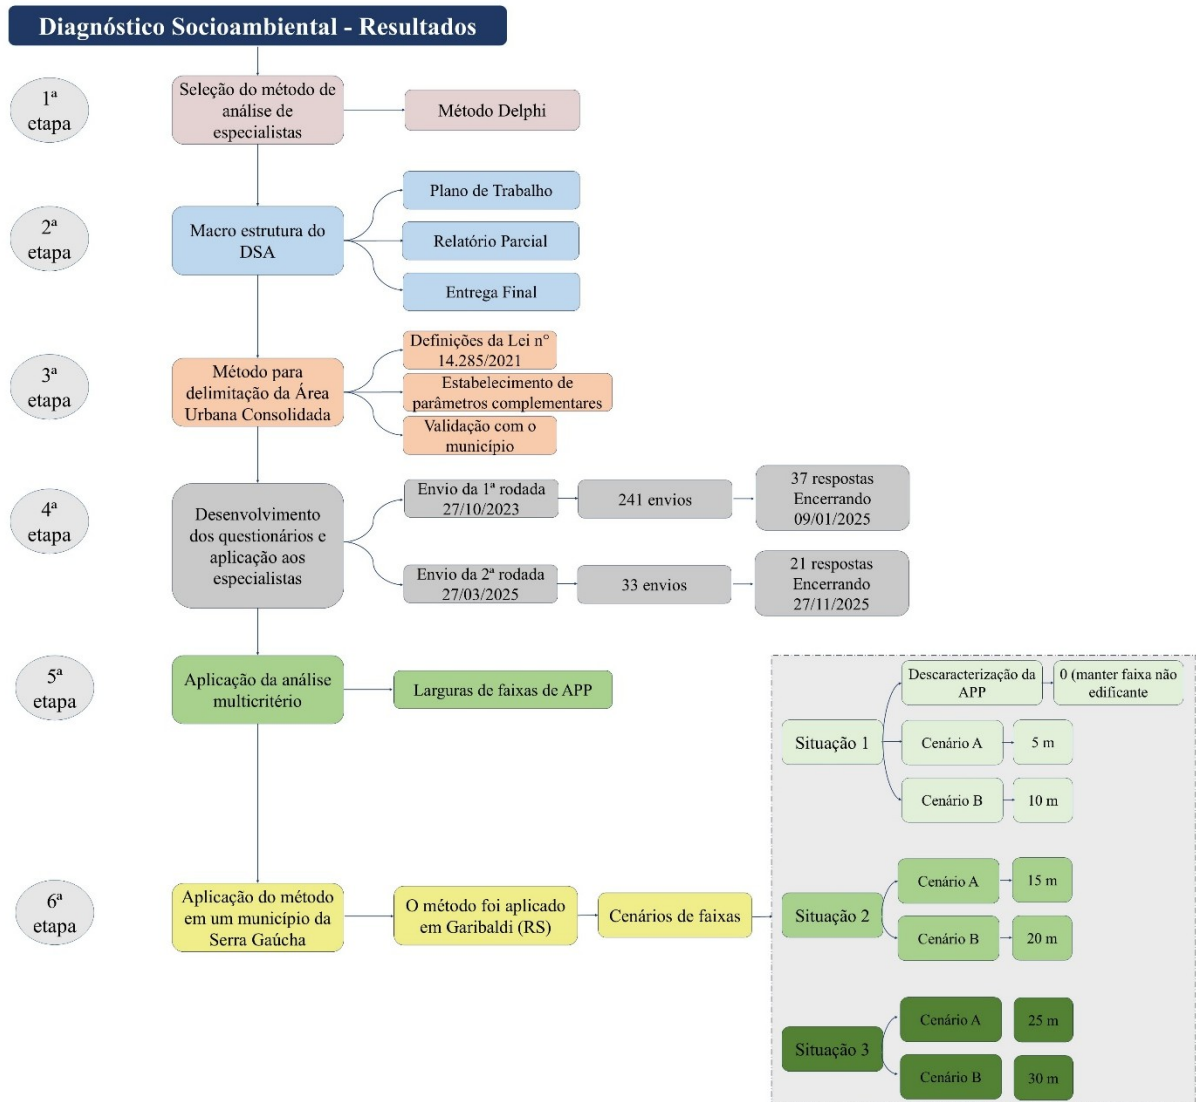 Diagnóstico Socioambiental - Resultados
1ª
etapa
Seleção do método de
análise de
especialistas
Método Delphi
2ª
etapa
Macro estrutura do
DSA
Plano de Trabalho
Relatório Parcial
Entrega Final
3ª
etapa
Método para
delimitação da Área
Urbana Consolidada
Definições da Lei n°
14.285/2021
Estabelecimento de
parâmetros complementares
Validação com o
município
4ª
etapa
Desenvolvimento
dos questionários e
aplicação aos
especialistas
Envio da 1ª rodada
27/10/2023
241 envios
37 respostas
Encerrando
09/01/2025
Envio da 2ª rodada
27/03/2025
33 envios
21 respostas
Encerrando
27/11/2025
5ª
etapa
Aplicação da análise
multicritério
Larguras de faixas de APP
6ª
etapa
Aplicação do método
em um município da
Serra Gaúcha
O método foi aplicado
em Garibaldi (RS)
Cenários de faixas
Situação 1
Descaracterização da
APP
0 (manter faixa não
edificante
Cenário A
5 m
Cenário B
10 m
Situação 2
Cenário A
15 m
Cenário B
20 m
Situação 3
Cenário A
25 m
Cenário B
30 m